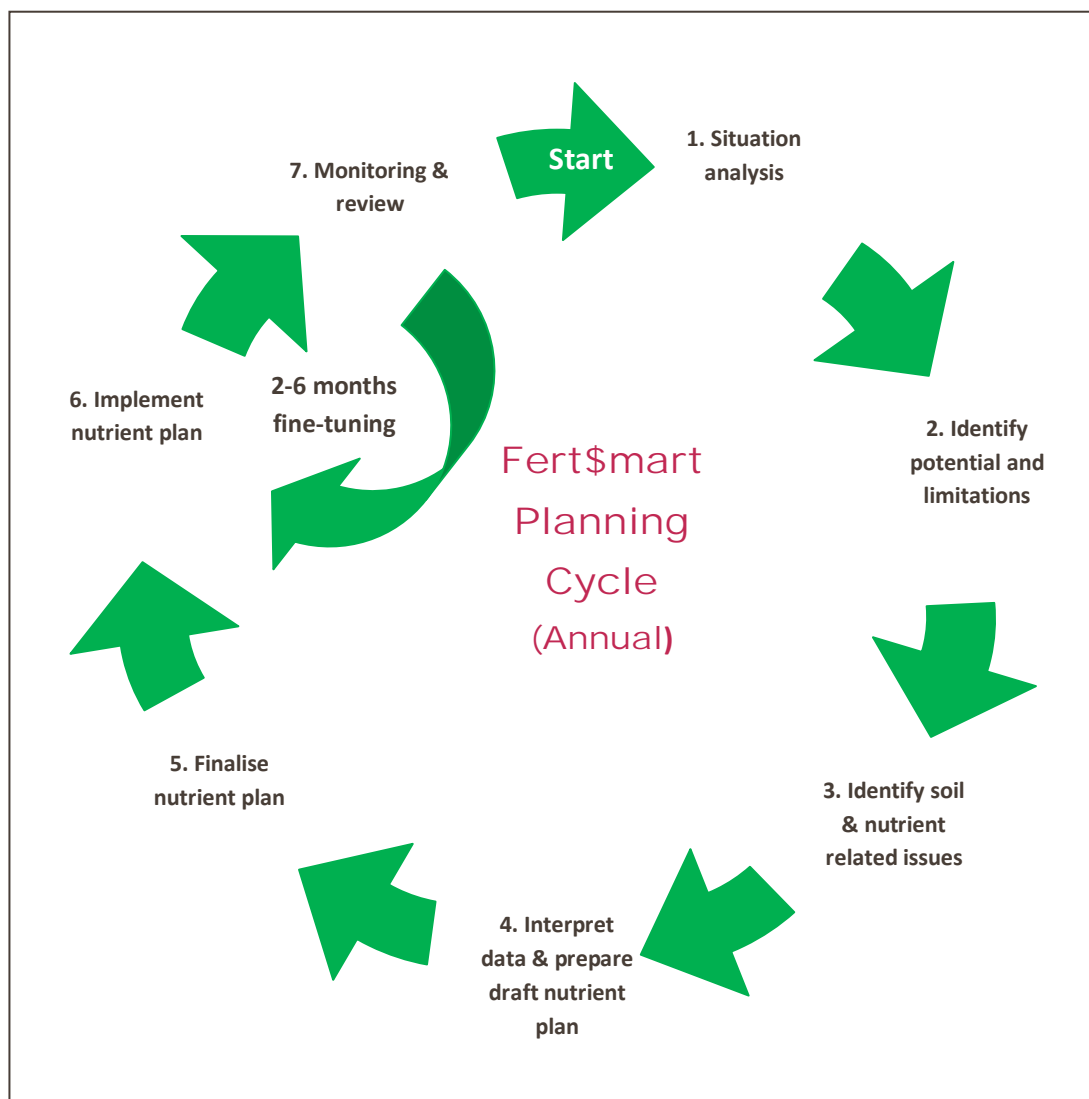 Start
1. Situation
analysis
2. Identify
potential and
limitations
3. Identify soil
& nutrient
related issues
4. Interpret
data & prepare
draft nutrient
plan
5. Finalise
nutrient plan
6. Implement
nutrient plan
7. Monitoring &
review
2-6 months
fine-tuning
Fert$mart
Planning
Cycle
(Annual)